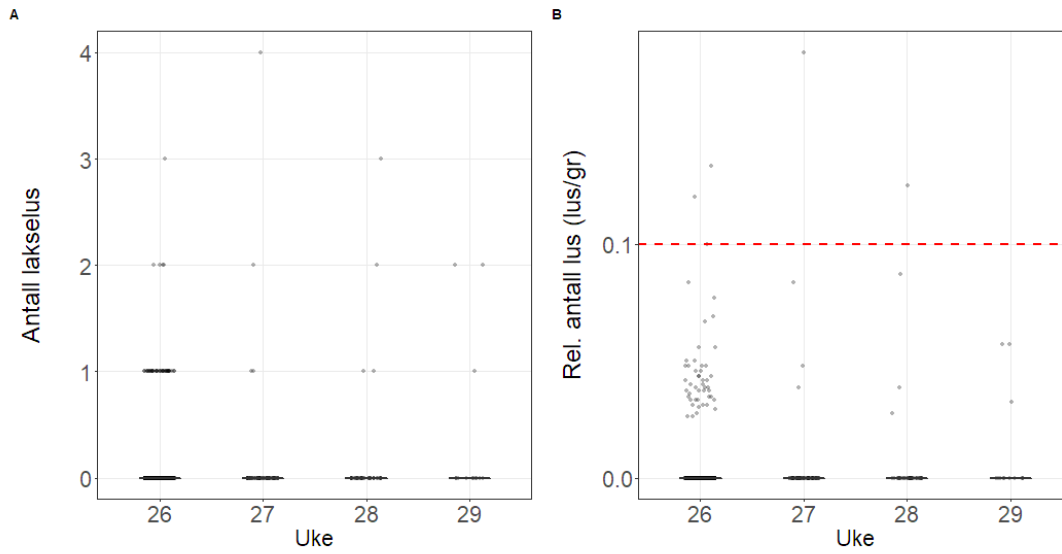 A
4
3
2
1
0
Antall lakselus
26 27 28 29
Uke
B
0.1
0.0
Rel. antall lus (lus/gr)
26 27 28 29
Uke